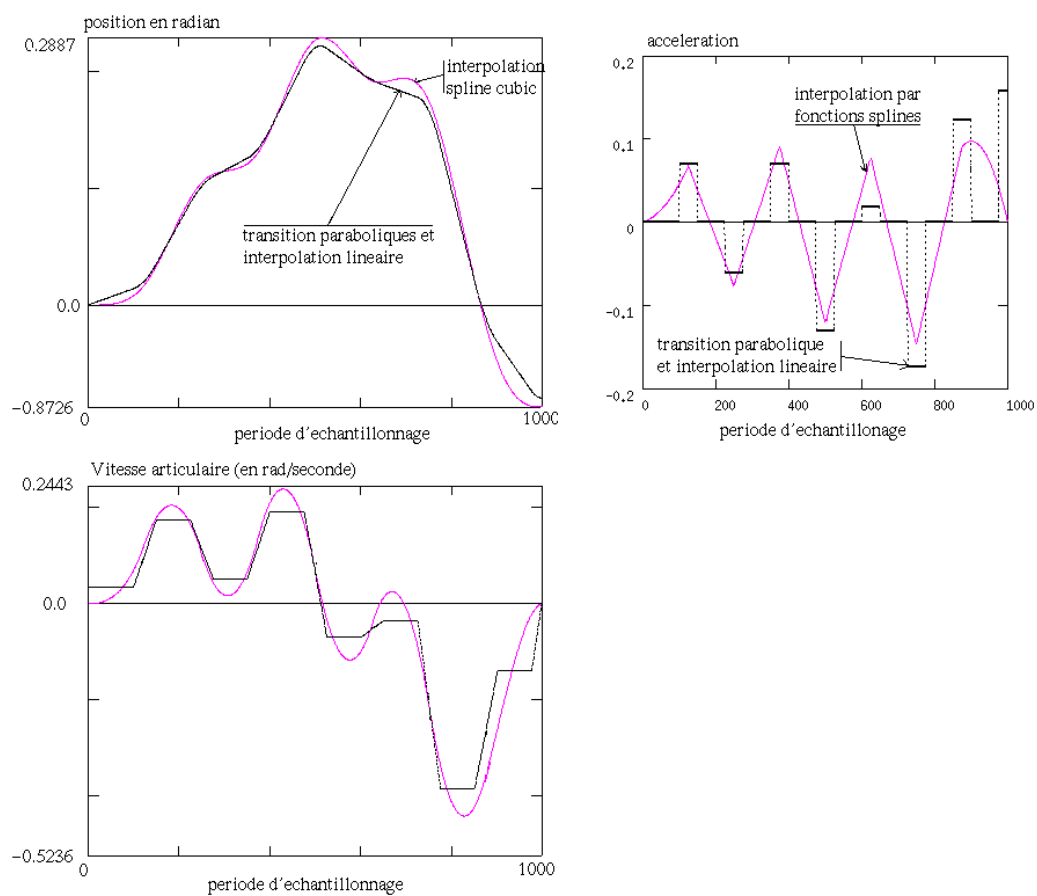 position en radian
0.2887
interpolation
spline cubic
transition paraboliques et
interpolation lineaire
0.0
-0.8726
0
1000
periode d'echantillonnage
acceleration
0.2
interpolation par
fonctions splines
0.1
0
-0.1
transition parabolique
et interpolation lineaire
-0.2
0
200
400
600
800
1000
periode d'echantillonage
Vitesse articulaire (en rad/seconde)
0.2443
0.0
-0.5236
0
1000
periode d'echantillonnage